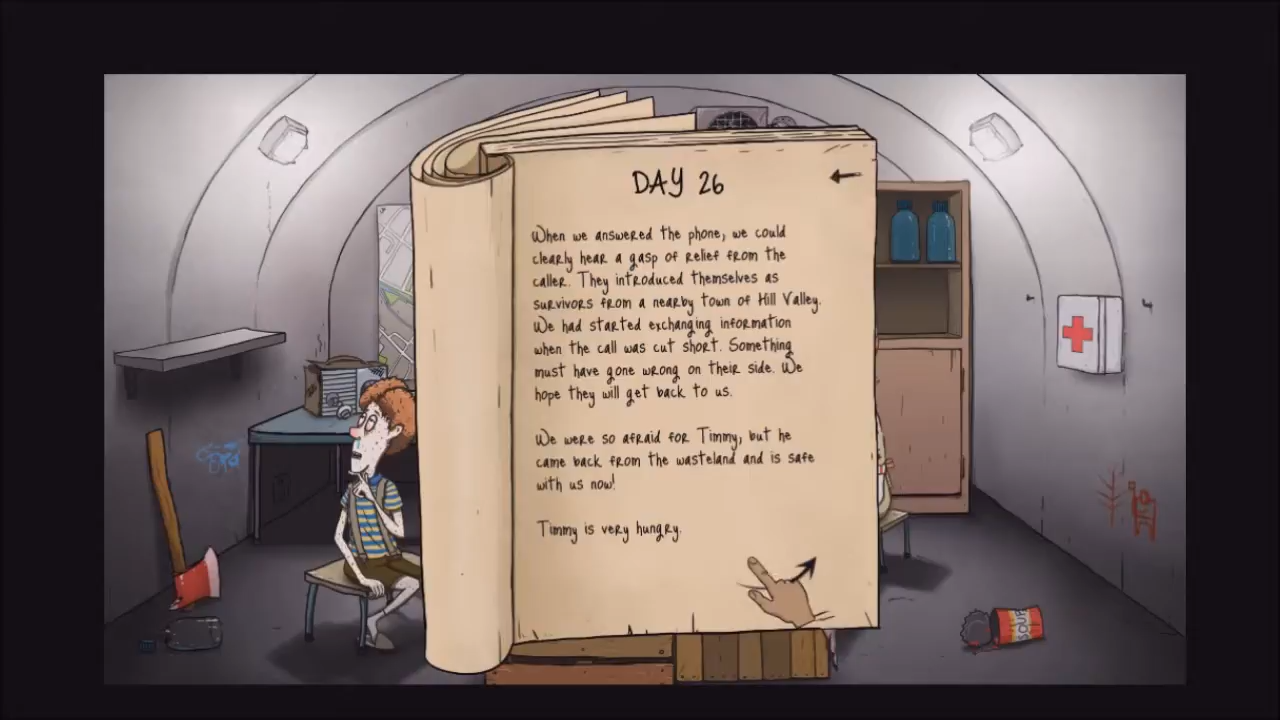 DAY 26
When we answered the phone, we could
clearly hear a gasp of relief from the
caller. They introduced themselves as
survivors from a nearby town of Hill Valley.
We had started exchanging information
when the call was cut short. Something
must have gone wrong on their side. We
hope they will get back to us.
We were so afraid for Timmy, but he
came back from the wasteland and is safe
with us now!
Timmy is very hungry.
SOUP